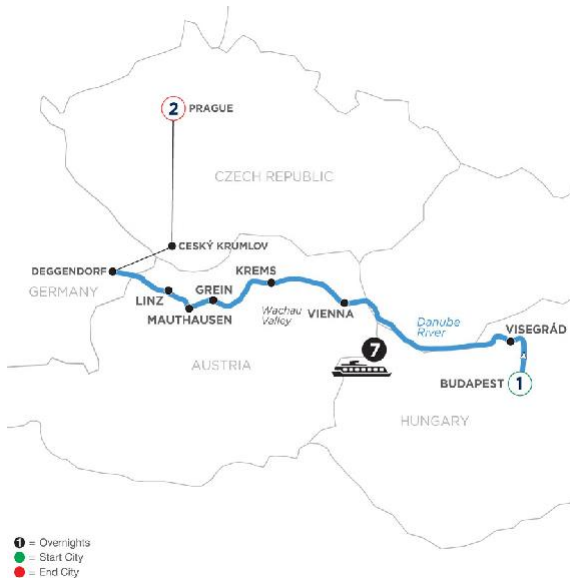 2 PRAGUE
CZECH REPUBLIC
CESKÝ KRUMLOV
DEGGENDORF
GERMANY
LINZ
MAUTHAUSEN
GREIN
KREMS
Wachau
Valley
VIENNA
Danube
River
VISEGRÁD
7
BUDAPEST 1
AUSTRIA
HUNGARY
1 = Overnights
= Start City
= End City